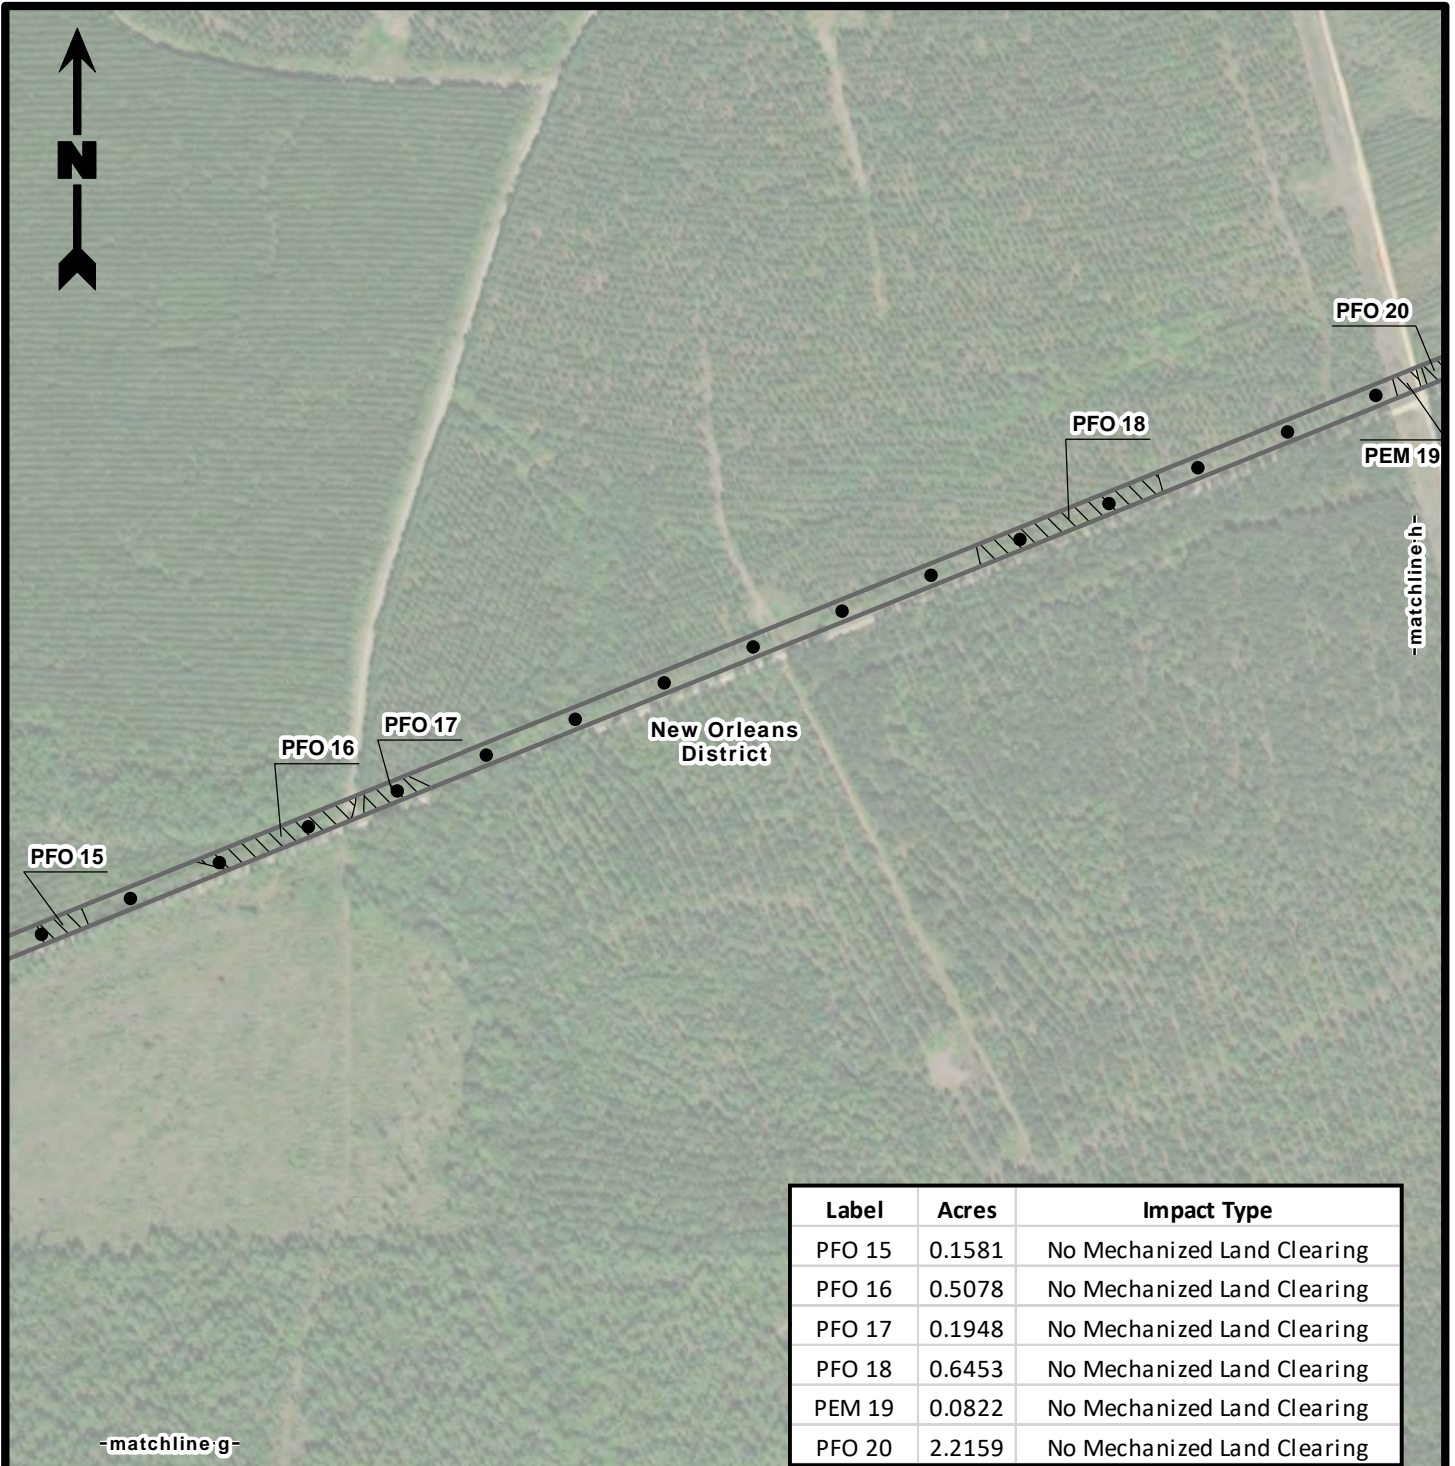 N
PFO 20
PFO 18
PEM 19
-matchline h-
PFO 17
New Orleans
District
PFO 16
PFO 15
Label Acres Impact Type
PFO 15 0.1581 No Mechanized Land Clearing
PFO 16 0.5078 No Mechanized Land Clearing
PFO 17 0.1948 No Mechanized Land Clearing
PFO 18 0.6453 No Mechanized Land Clearing
PEM 19 0.0822 No Mechanized Land Clearing
PFO 20 2.2159 No Mechanized Land Clearing
-matchline g-